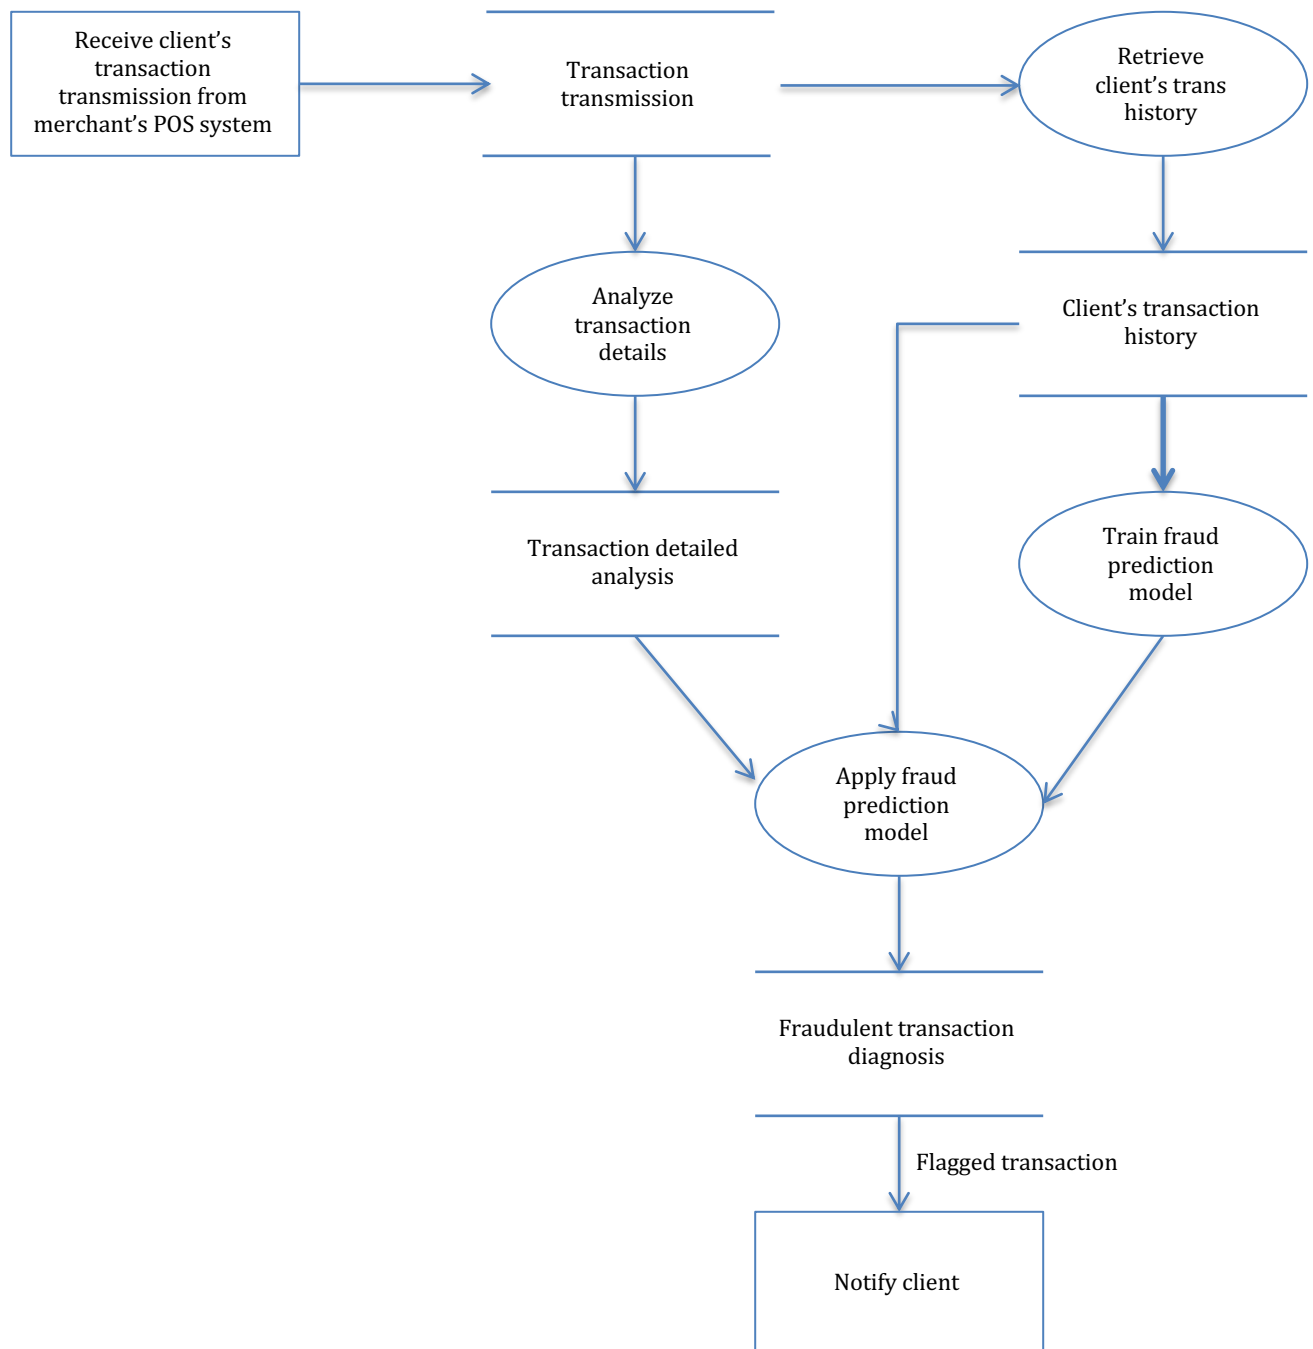 Receive client’s
transaction
transmission from
merchant’s POS system
Transaction
transmission
Retrieve
client’s trans
history
Analyze
transaction
details
Client’s transaction
history
Transaction detailed
analysis
Train fraud
prediction
model
Apply fraud
prediction
model
Fraudulent transaction
diagnosis
Flagged transaction
Notify client